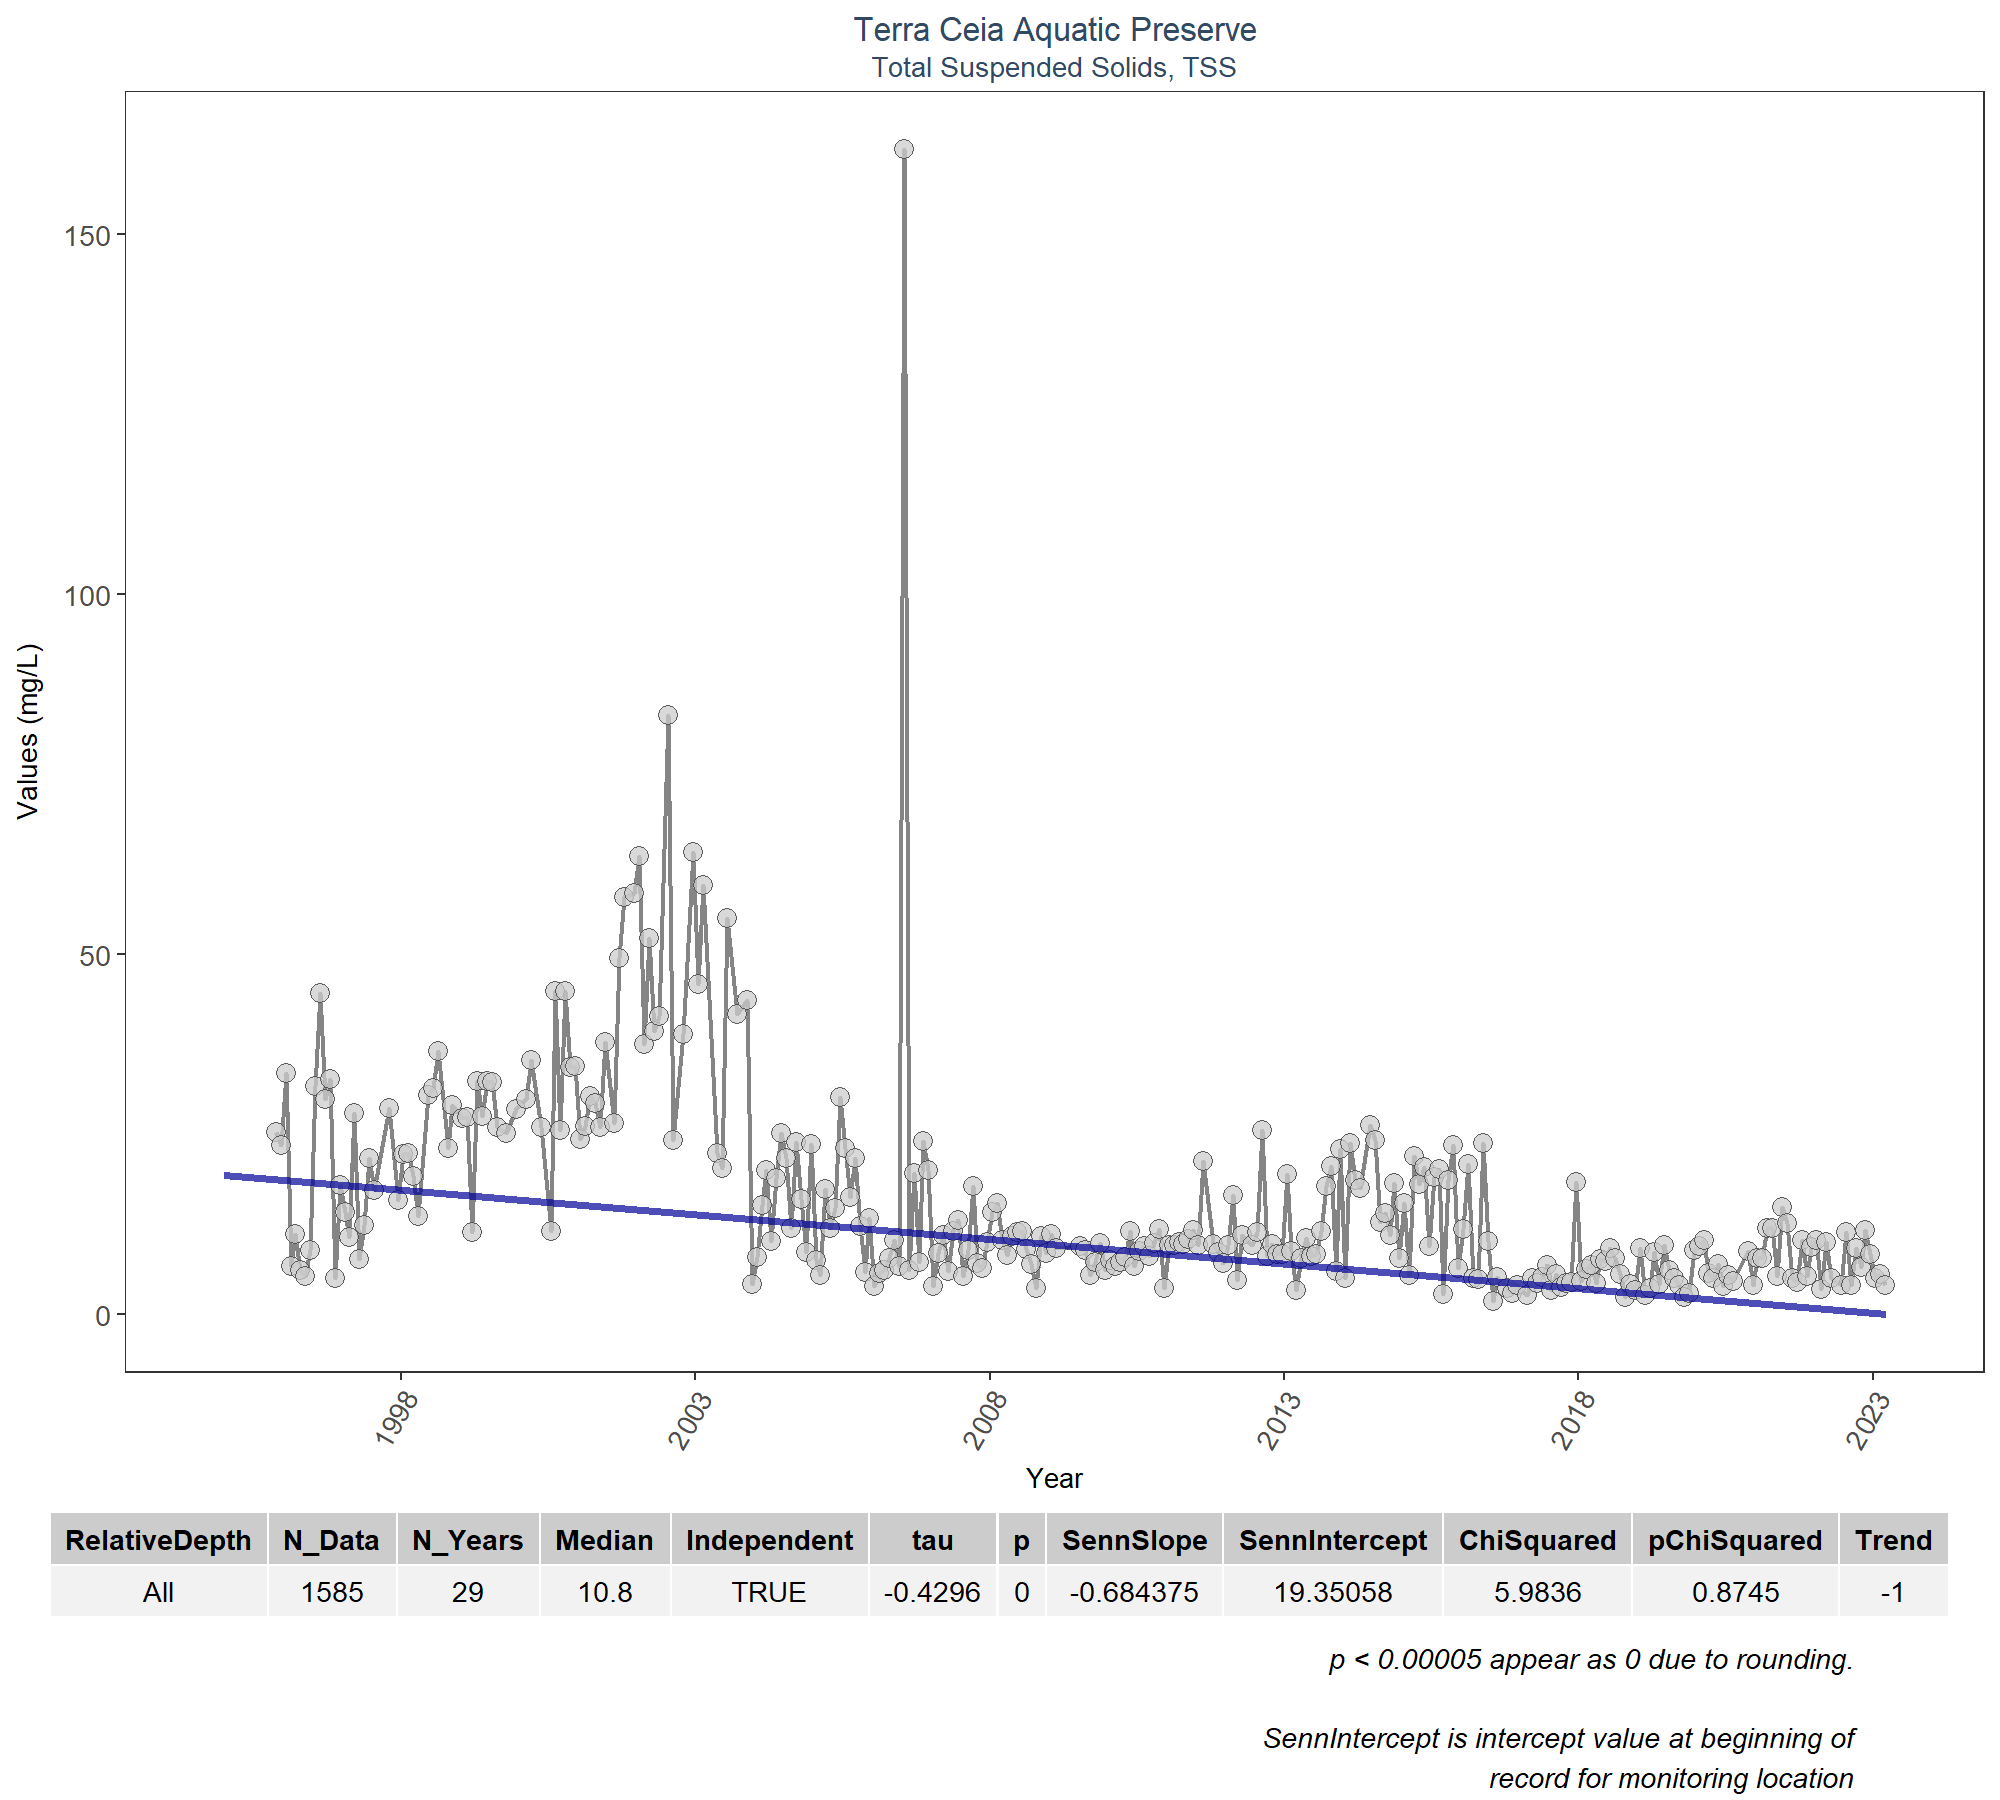 Terra Ceia Aquatic Preserve
Total Suspended Solids, TSS
Values (mg/L)
150
100
50
0
1998 2003 2008 2013 2018 2023
Year
RelativeDepth N_Data N_Years Median Independent tau p SennSlope SennIntercept ChiSquared pChiSquared Trend
All 1585 29 10.8 TRUE -0.4296 0 -0.684375 19.35058 5.9836 0.8745 -1
p < 0.00005 appear as 0 due to rounding.
SennIntercept is intercept value at beginning of
record for monitoring location